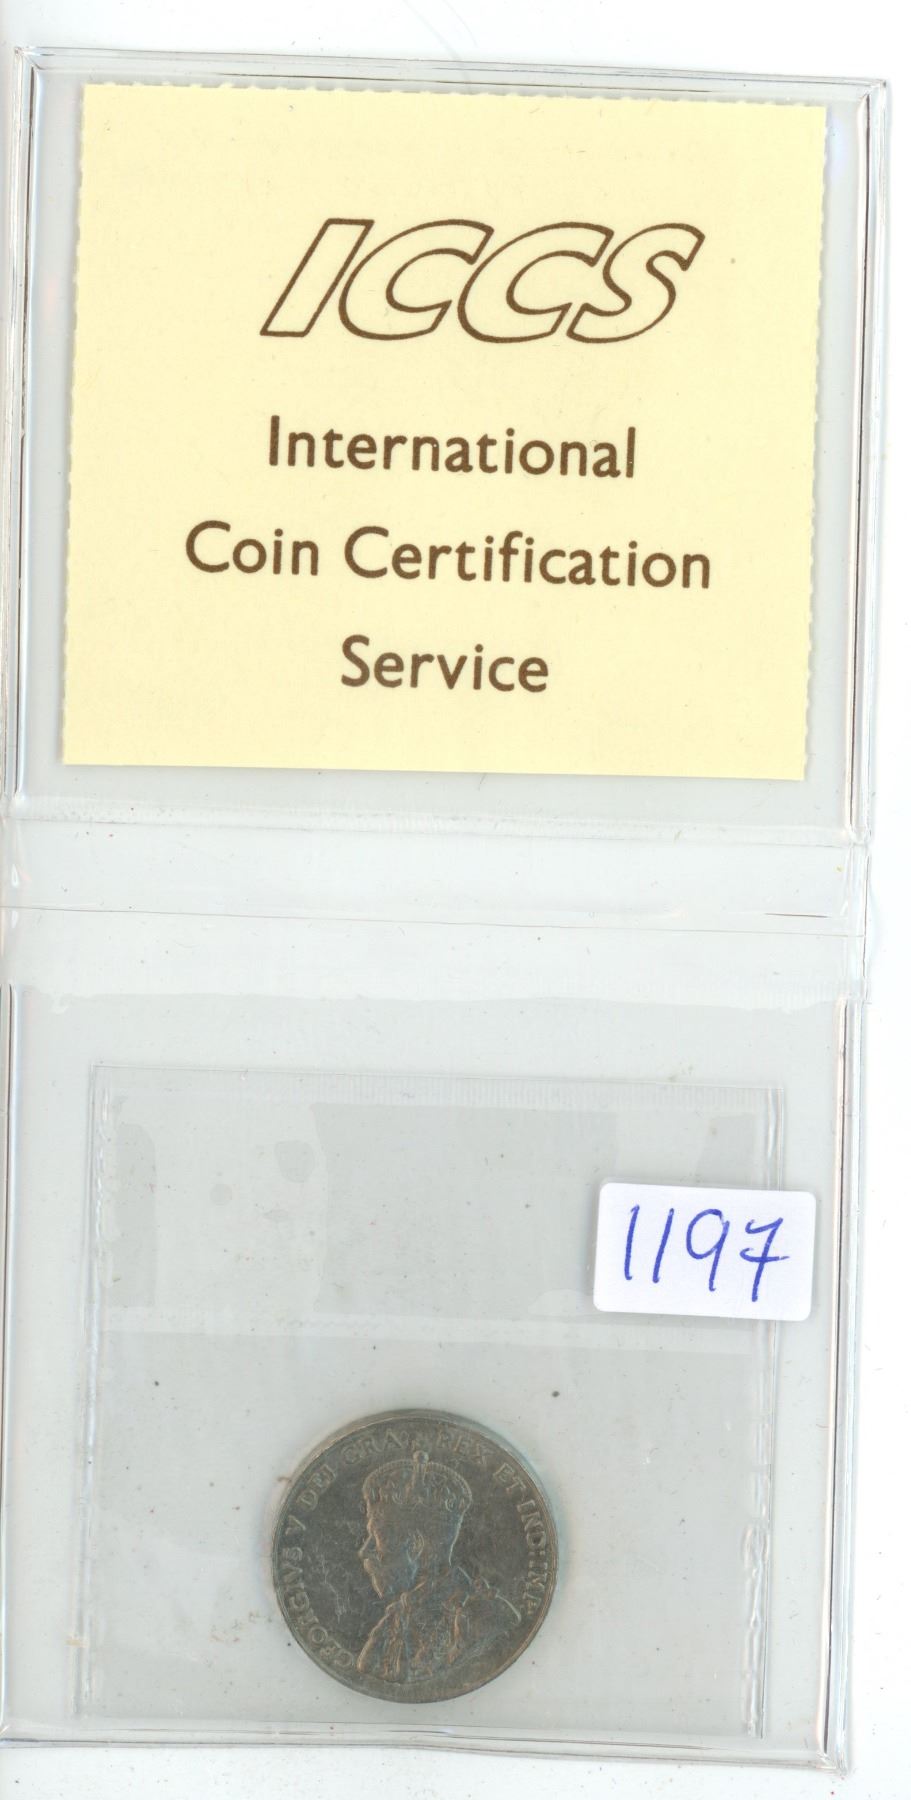 ICCS
International
Coin Certification
Service
1197
GEORGIVS V DEI GRA: REX ET IND: IMP: